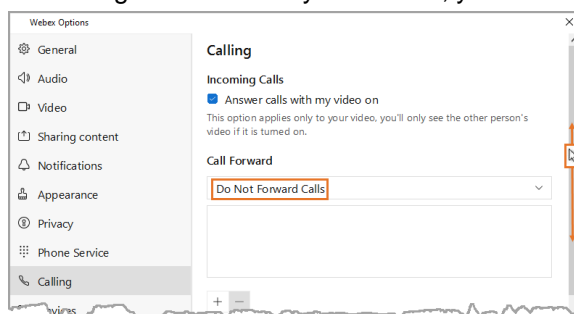 Webex Options
General
Audio
Video
Sharing content
Notifications
Appearance
Privacy
Phone Service
Calling
Calling
Incoming Calls
Answer calls with my video on
This option applies only to your video, you'll only see the other person's
video if it is turned on.
Call Forward
Do Not Forward Calls